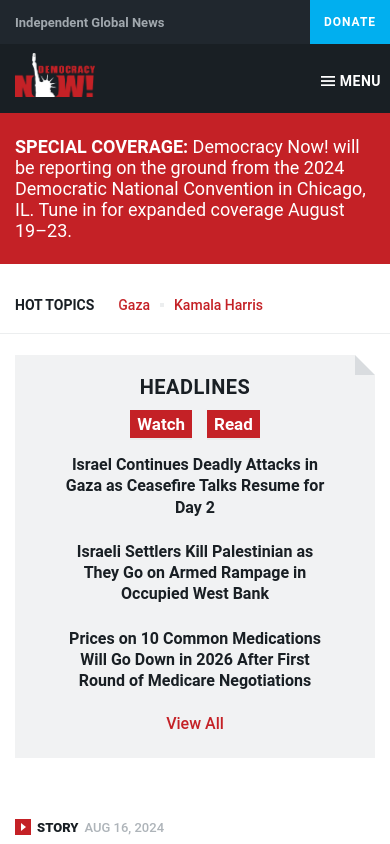 Independent Global News
DONATE
DEMOCRACY
NOW!
MENU
SPECIAL COVERAGE: Democracy Now! will
be reporting on the ground from the 2024
Democratic National Convention in Chicago,
IL. Tune in for expanded coverage August
19–23.
HOT TOPICS Gaza Kamala Harris
HEADLINES
Watch Read
Israel Continues Deadly Attacks in
Gaza as Ceasefire Talks Resume for
Day 2
Israeli Settlers Kill Palestinian as
They Go on Armed Rampage in
Occupied West Bank
Prices on 10 Common Medications
Will Go Down in 2026 After First
Round of Medicare Negotiations
View All
STORY AUG 16, 2024